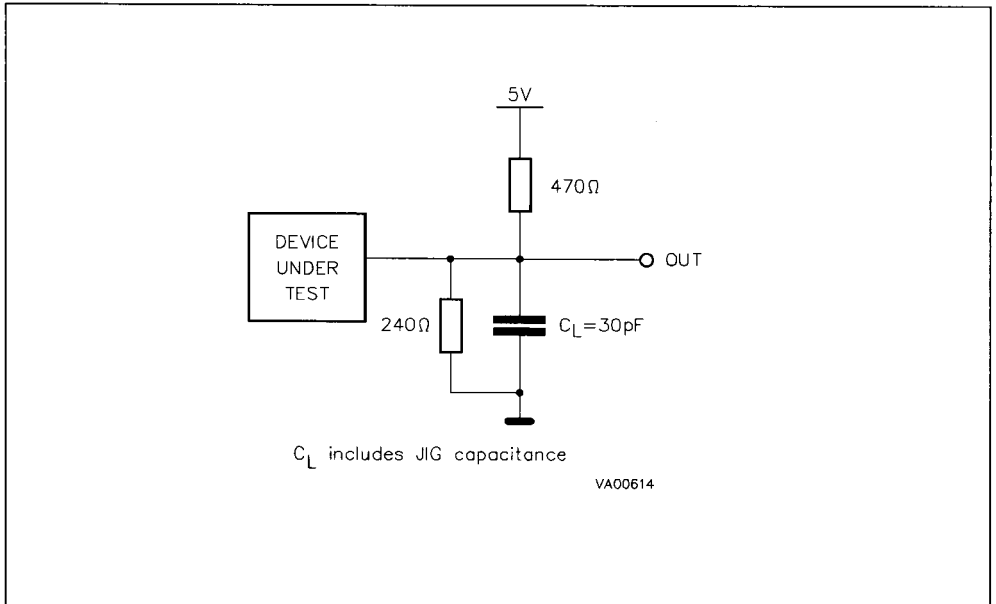 5V
470Ω
DEVICE
UNDER
TEST
OUT
240Ω
CL=30pF
CL includes JIG capacitance
VA00614